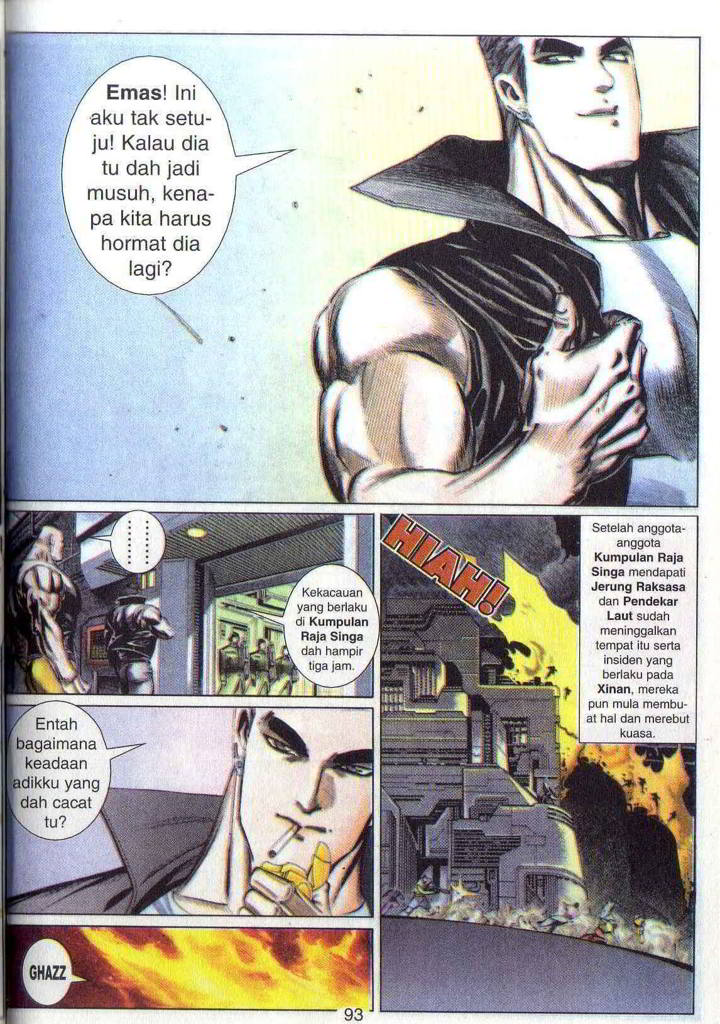 Emas! Ini
aku tak setu-
ju! Kalau dia
tu dah jadi
musuh, kena-
pa kita harus
hormat dia
lagi?
. . . . . .
. . . . . .
Kekacauan
yang berlaku
di Kumpulan
Raja Singa
dah hampir
tiga jam.
HIAH!
Setelah anggota-
anggota
Kumpulan Raja
Singa mendapati
Jerung Raksasa
dan Pendekar
Laut sudah
meninggalkan
tempat itu serta
insiden yang
berlaku pada
Xinan, mereka
pun mula membu-
at hal dan merebut
kuasa.
Entah
bagaimana
keadaan
adikku yang
dah cacat
tu?
GHAZZ
93